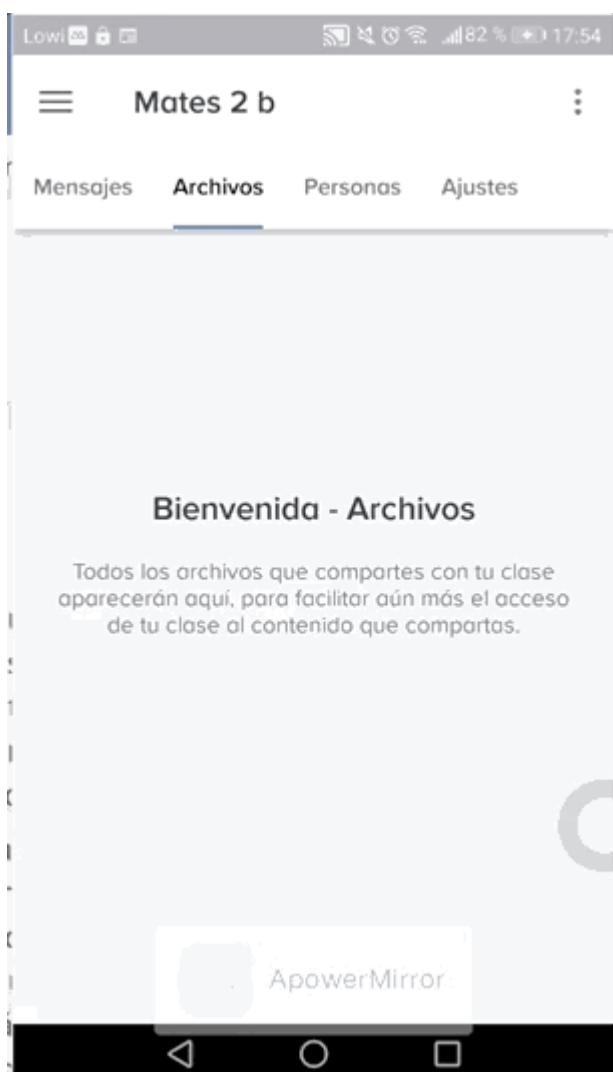 Lowi 82 % 17:54
Mates 2 b
Mensajes Archivos Personas Ajustes
Bienvenida - Archivos
Todos los archivos que compartes con tu clase
aparecerán aquí, para facilitar aún más el acceso
de tu clase al contenido que compartas.
ApowerMirror